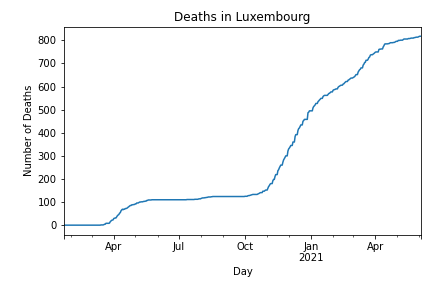 Deaths in Luxembourg
Number of Deaths
800
700
600
500
400
300
200
100
0
Apr
Jul
Oct
Jan
2021
Apr
Day